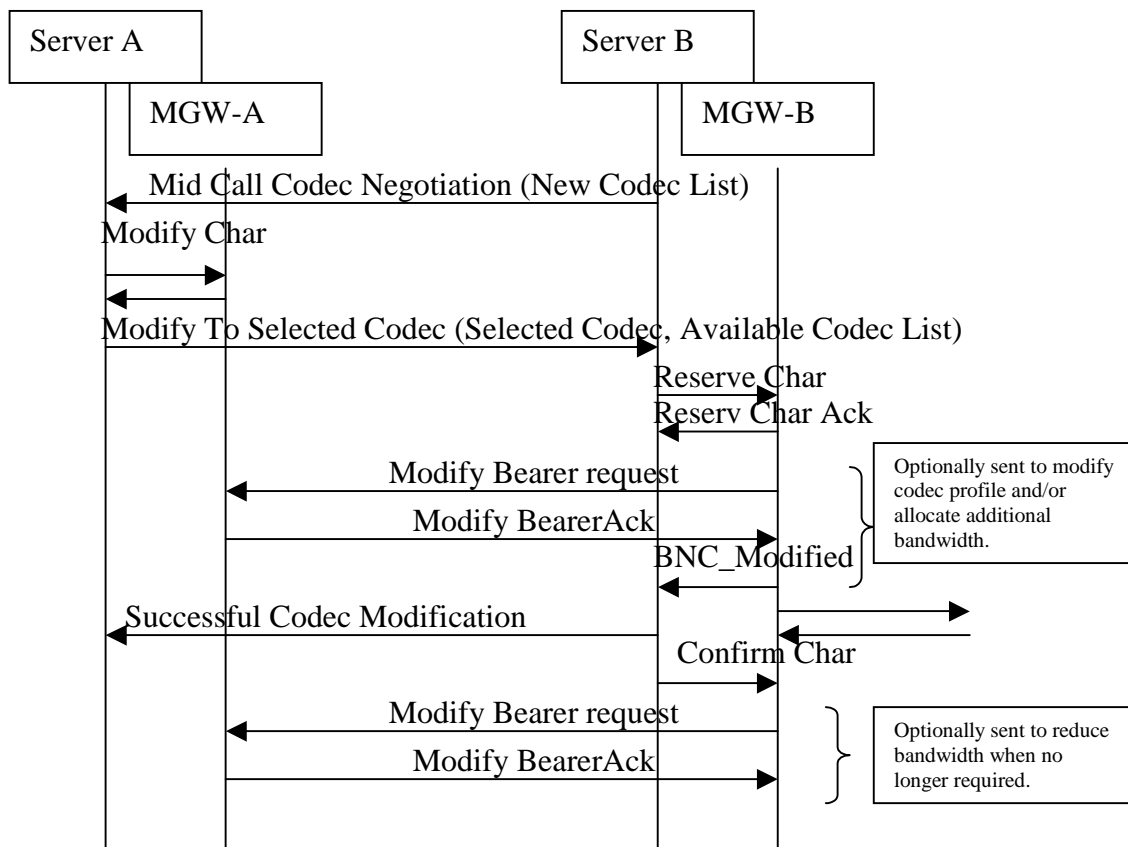 Server A
Server B
MGW-A
MGW-B
Mid Call Codec Negotiation (New Codec List)
Modify Char
Modify To Selected Codec (Selected Codec, Available Codec List)
Reserve Char
Reserv Char Ack
Modify Bearer request
Optionally sent to modify
codec profile and/or
allocate additional
bandwidth.
Modify BearerAck
BNC_Modified
Successful Codec Modification
Confirm Char
Modify Bearer request
Optionally sent to reduce
bandwidth when no
longer required.
Modify BearerAck